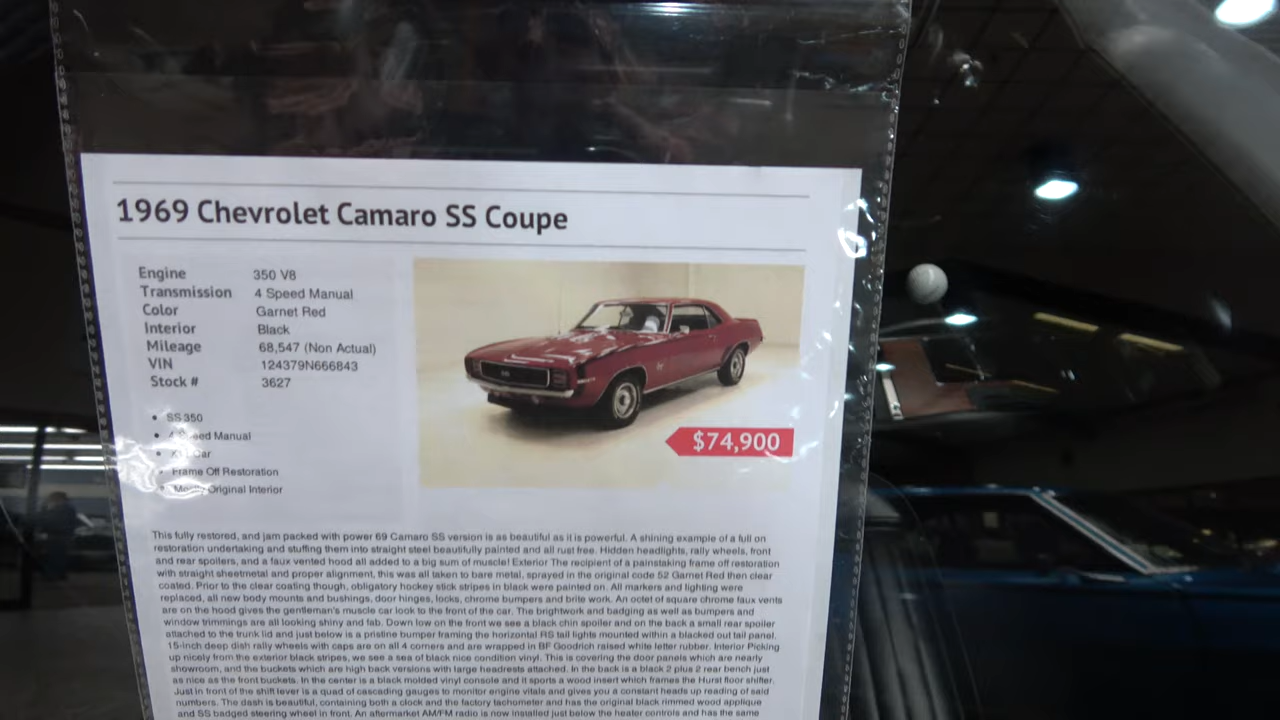 1969 Chevrolet Camaro SS Coupe
Engine 350 V8
Transmission 4 Speed Manual
Color Garnet Red
Interior Black
Mileage 68,547 (Non Actual)
VIN 124379N666843
Stock # 3627
• SS 350
• 4 Speed Manual
• Car
• Frame Off Restoration
• Mostly Original Interior
$74,900
This fully restored, and jam packed with power 69 Camaro SS version is as beautiful as it is powerful. A shining example of a full on
restoration undertaking and stuffing them into straight steel beautifully painted and all rust free. Hidden headlights, rally wheels, front
and rear spoilers, and a faux vented hood all added to a big sum of muscle! Exterior The recipient of a painstaking frame off restoration
with straight sheetmetal and proper alignment, this was all taken to bare metal, sprayed in the original code 52 Garnet Red then clear
coated. Prior to the clear coating though, obligatory hockey stick stripes in black were painted on. All markers and lighting were
replaced, all new body mounts and bushings, door hinges, locks, chrome bumpers and brite work. An octet of square chrome faux vents
are on the hood gives the gentleman's muscle car look to the front of the car. The brightwork and badging as well as bumpers and
window trimmings are all looking shiny and fab. Down low on the front we see a black chin spoiler and on the back a small rear spoiler
attached to the trunk lid and just below is a pristine bumper framing the horizontal RS tail lights mounted within a blacked out tail panel.
15-inch deep dish rally wheels with caps are on all 4 corners and are wrapped in BF Goodrich raised white letter rubber. Interior Picking
up nicely from the exterior black stripes, we see a sea of black nice condition vinyl. This is covering the door panels which are nearly
showroom, and the buckets which are high back versions with large headrests attached. In the back is a black 2 plus 2 rear bench just
as nice as the front buckets. In the center is a black molded vinyl console and it sports a wood insert which frames the Hurst floor shifter.
Just in front of the shift lever is a quad of cascading gauges to monitor engine vitals and gives you a constant heads up reading of said
numbers. The dash is beautiful, containing both a clock and the factory tachometer and has the original black rimmed wood applique
and SS badged steering wheel in front. An aftermarket AM/FM radio is now installed just below the heater controls and has the same